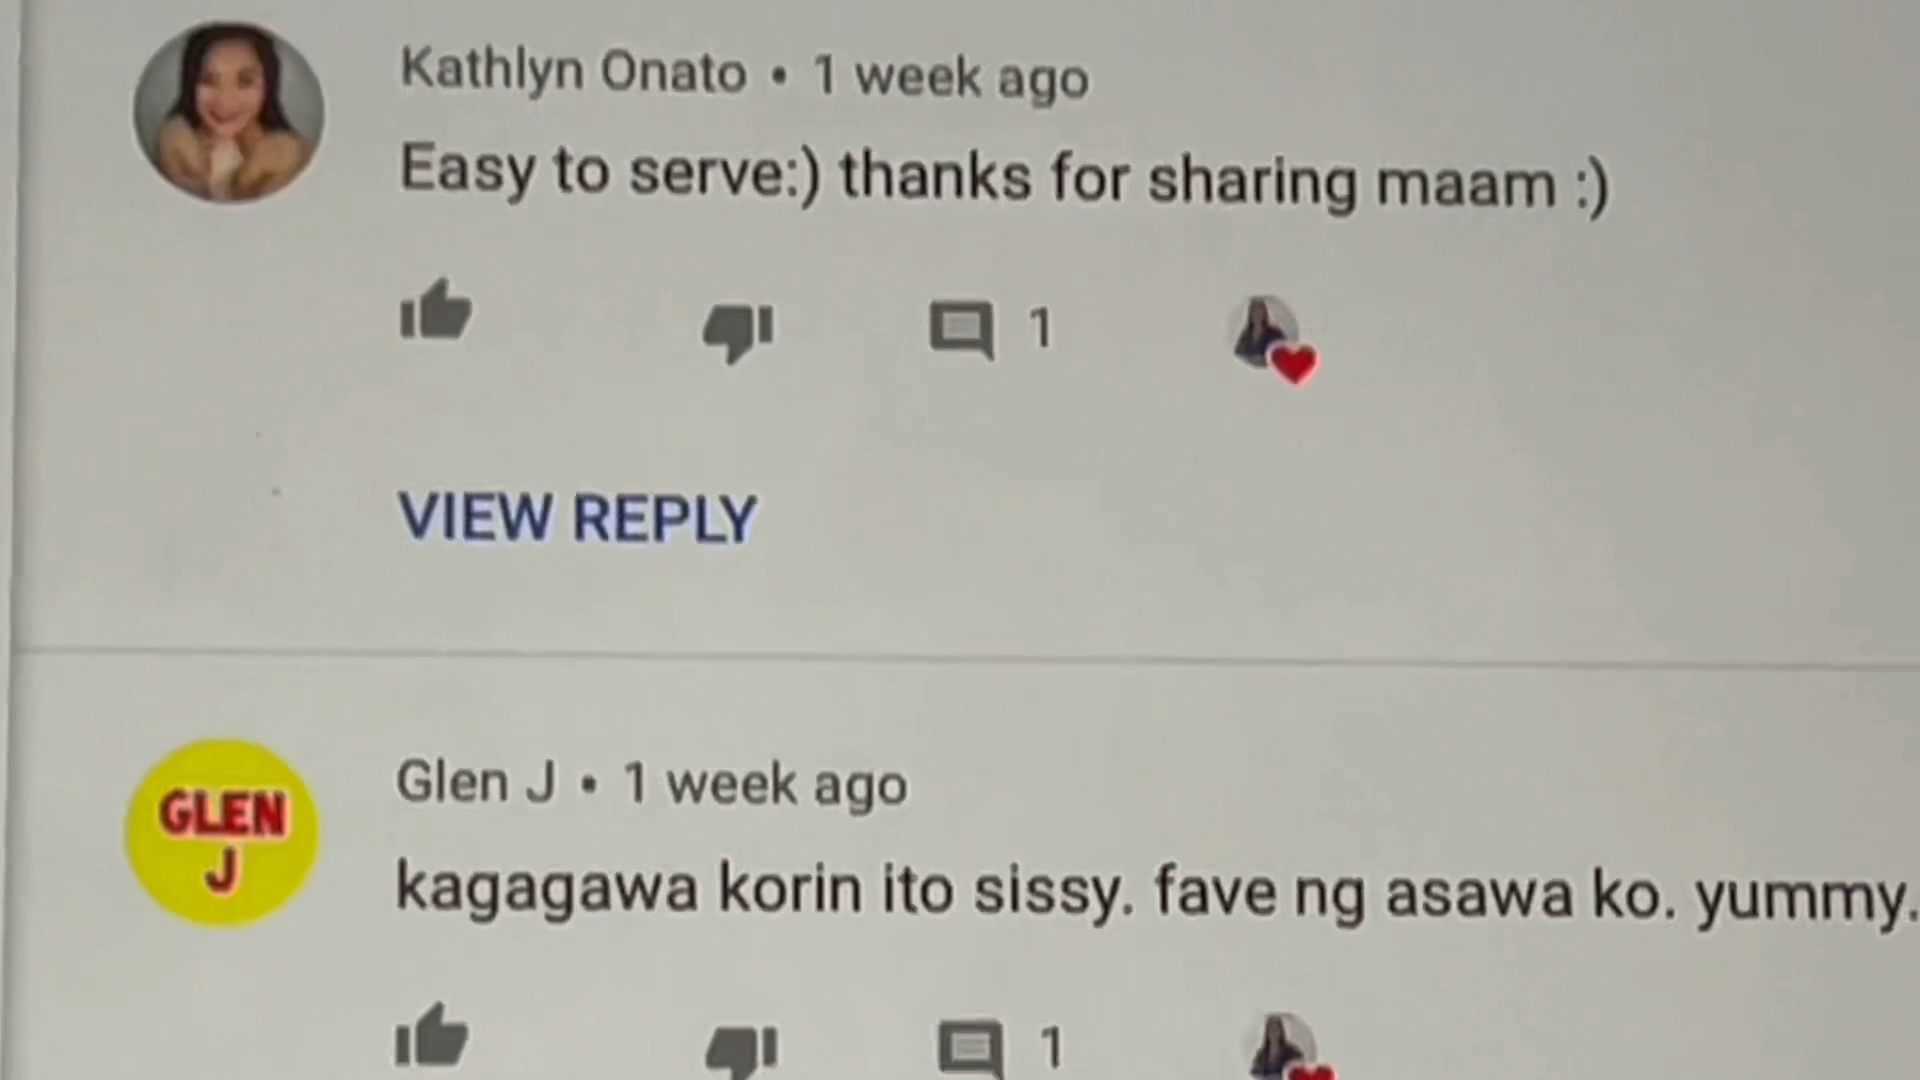 Kathlyn Onato • 1 week ago
Easy to serve:) thanks for sharing maam :)
1
VIEW REPLY
GLEN
J
Glen J • 1 week ago
kagagawa korin ito sissy. fave ng asawa ko. yummy.
1